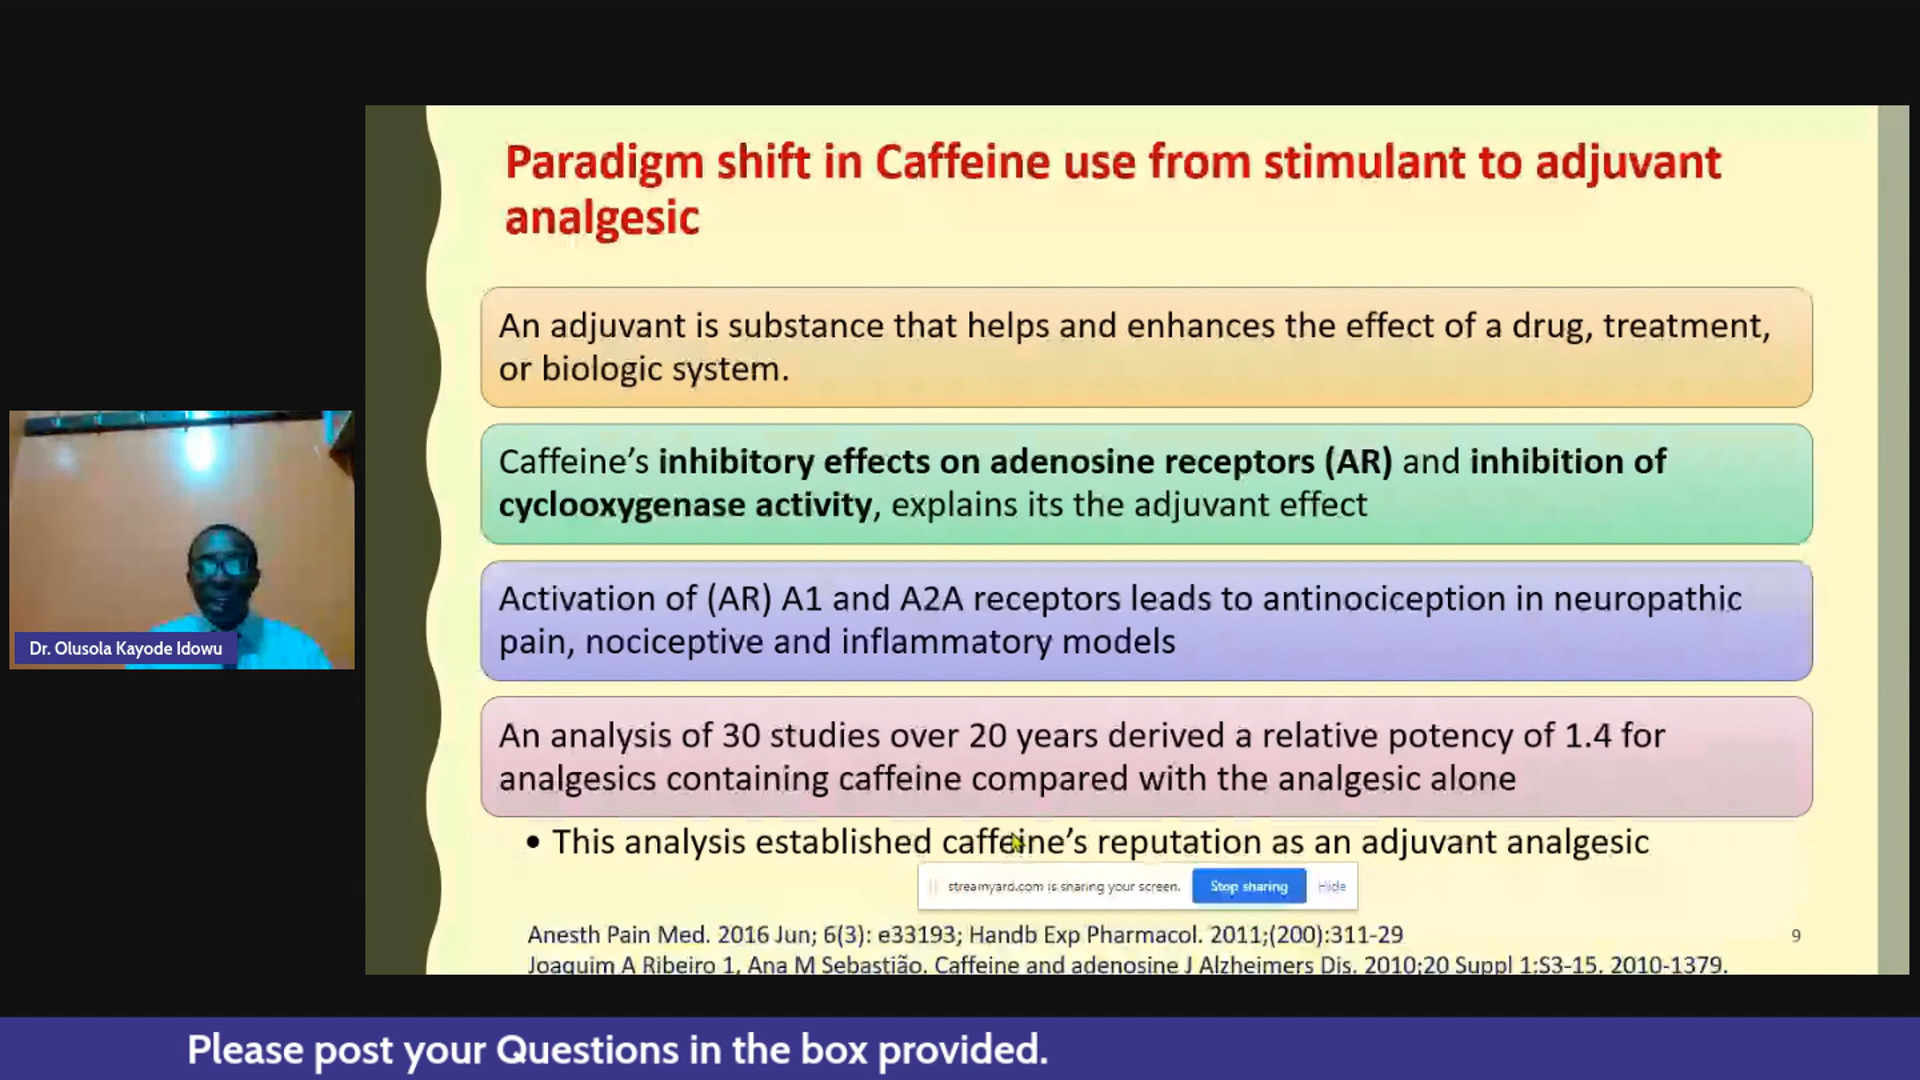 Paradigm shift in Caffeine use from stimulant to adjuvant
analgesic
An adjuvant is substance that helps and enhances the effect of a drug, treatment,
or biologic system.
Caffeine’s inhibitory effects on adenosine receptors (AR) and inhibition of
cyclooxygenase activity, explains its the adjuvant effect
Activation of (AR) A1 and A2A receptors leads to antinociception in neuropathic
pain, nociceptive and inflammatory models
An analysis of 30 studies over 20 years derived a relative potency of 1.4 for
analgesics containing caffeine compared with the analgesic alone
• This analysis established caffeine’s reputation as an adjuvant analgesic
streamyard.com is sharing your screen. Stop sharing Hide
Anesth Pain Med. 2016 Jun; 6(3): e33193; Handb Exp Pharmacol. 2011;(200):311-29
9
Joaquim A Ribeiro 1, Ana M Sebastião. Caffeine and adenosine J Alzheimers Dis. 2010;20 Suppl 1:S3-15. 2010-1379.
Dr. Olusola Kayode Idowu
Please post your Questions in the box provided.